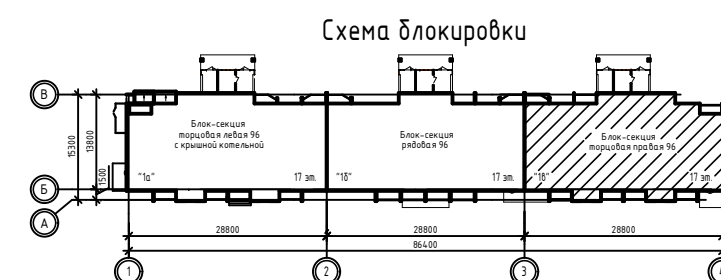 Схема блокировки
В
Блок-секция
торцовая левая 96
с крышной котельной
Блок-секция
рядовая 96
Блок-секция
торцовая правая 96
15300
13800
1500
"1а"
17 эт.
"1б"
17 эт.
"1в"
17 эт.
Б
А
28800
28800
28800
86400
1
2
3